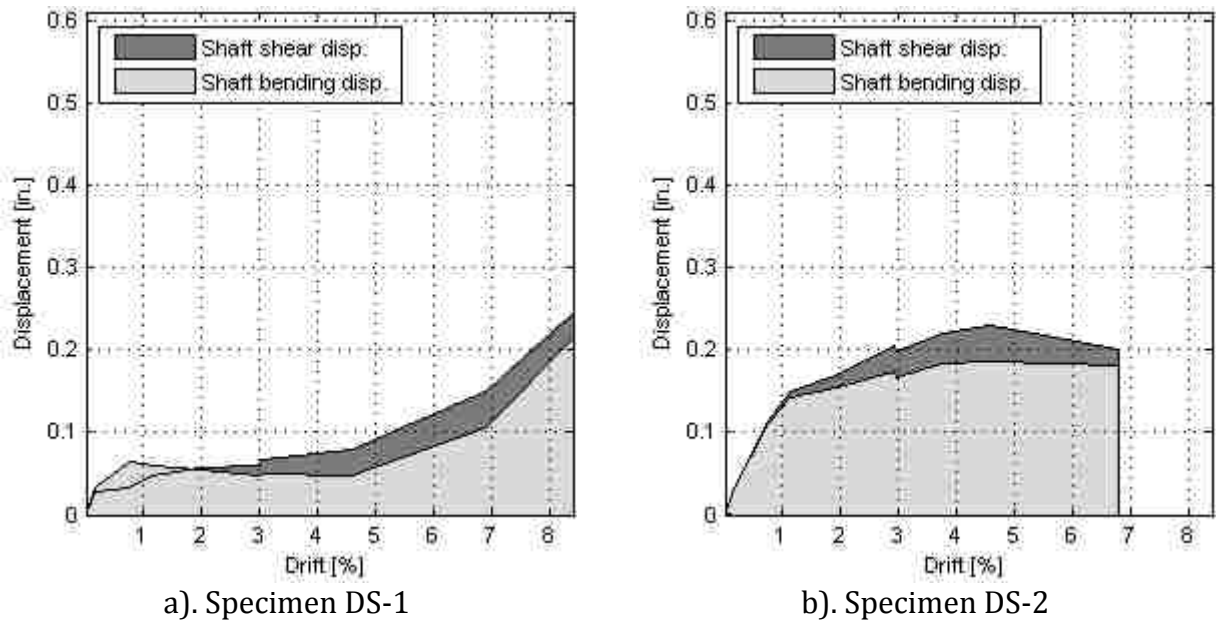 0.6
0.5
0.4
0.3
0.2
0.1
0
Displacement [in.]
Shaft shear disp.
Shaft bending disp.
1 2 3 4 5 6 7 8
Drift [%]
a). Specimen DS-1
0.6
0.5
0.4
0.3
0.2
0.1
0
Displacement [in.]
Shaft shear disp.
Shaft bending disp.
1 2 3 4 5 6 7 8
Drift [%]
b). Specimen DS-2